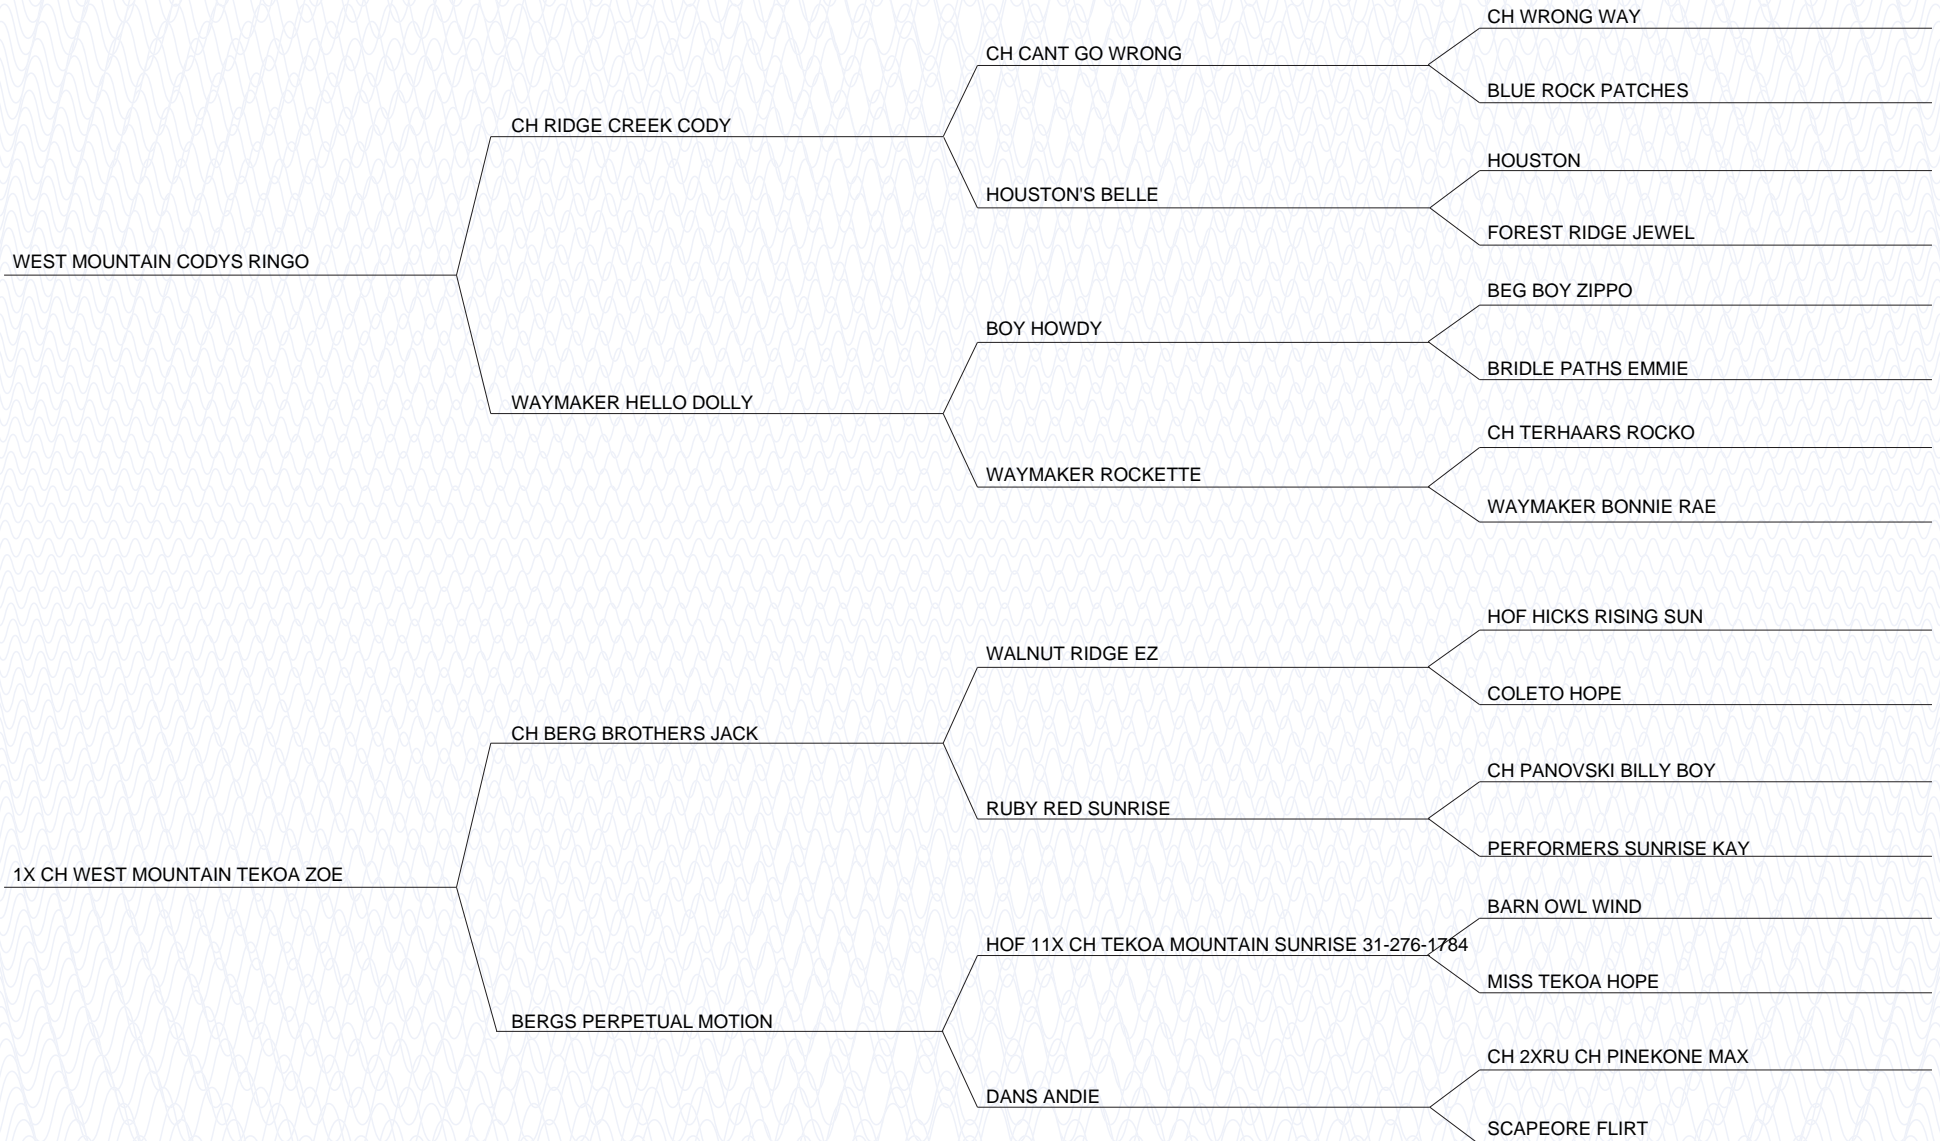 CH WRONG WAY
CH CANT GO WRONG
BLUE ROCK PATCHES
CH RIDGE CREEK CODY
HOUSTON
HOUSTON'S BELLE
FOREST RIDGE JEWEL
WEST MOUNTAIN CODYS RINGO
BEG BOY ZIPPO
BOY HOWDY
BRIDLE PATHS EMMIE
WAYMAKER HELLO DOLLY
CH TERHAARS ROCKO
WAYMAKER ROCKETTE
WAYMAKER BONNIE RAE
HOF HICKS RISING SUN
WALNUT RIDGE EZ
COLETO HOPE
CH BERG BROTHERS JACK
CH PANOVSKI BILLY BOY
RUBY RED SUNRISE
PERFORMERS SUNRISE KAY
1X CH WEST MOUNTAIN TEKOA ZOE
BARN OWL WIND
HOF 11X CH TEKOA MOUNTAIN SUNRISE 31-276-1784
MISS TEKOA HOPE
BERGS PERPETUAL MOTION
CH 2XRU CH PINEKONE MAX
DANS ANDIE
SCAPEORE FLIRT